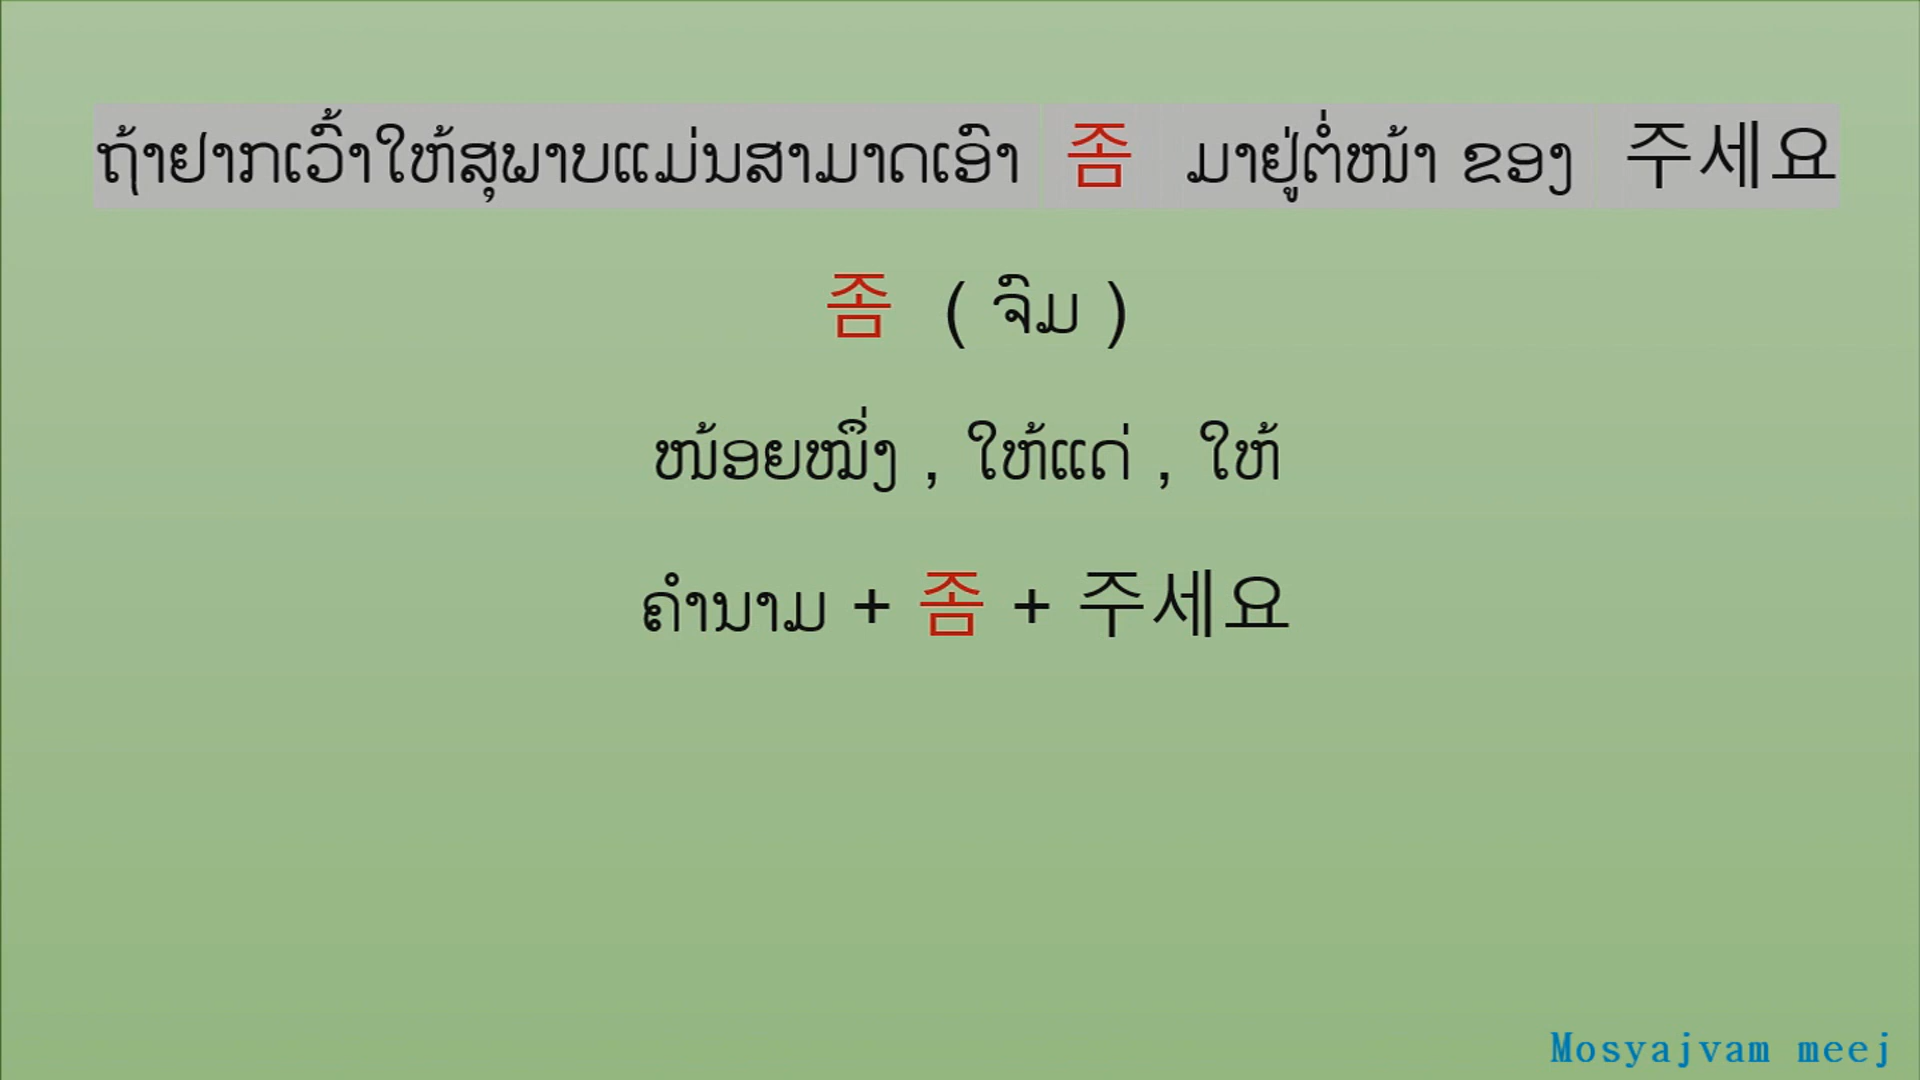 ຖ້າຢາກເວົ້າໃຫ້ສຸພາບແມ່ນສາມາດເອົາ 좀 ມາຢູ່ຕໍ່ໜ້າ ຂອງ 주세요
좀 ( ຈົມ )
ໜ້ອຍໜຶ່ງ , ໃຫ້ແດ່ , ໃຫ້
ຄຳນາມ + 좀 + 주세요
Mosyajvam meej